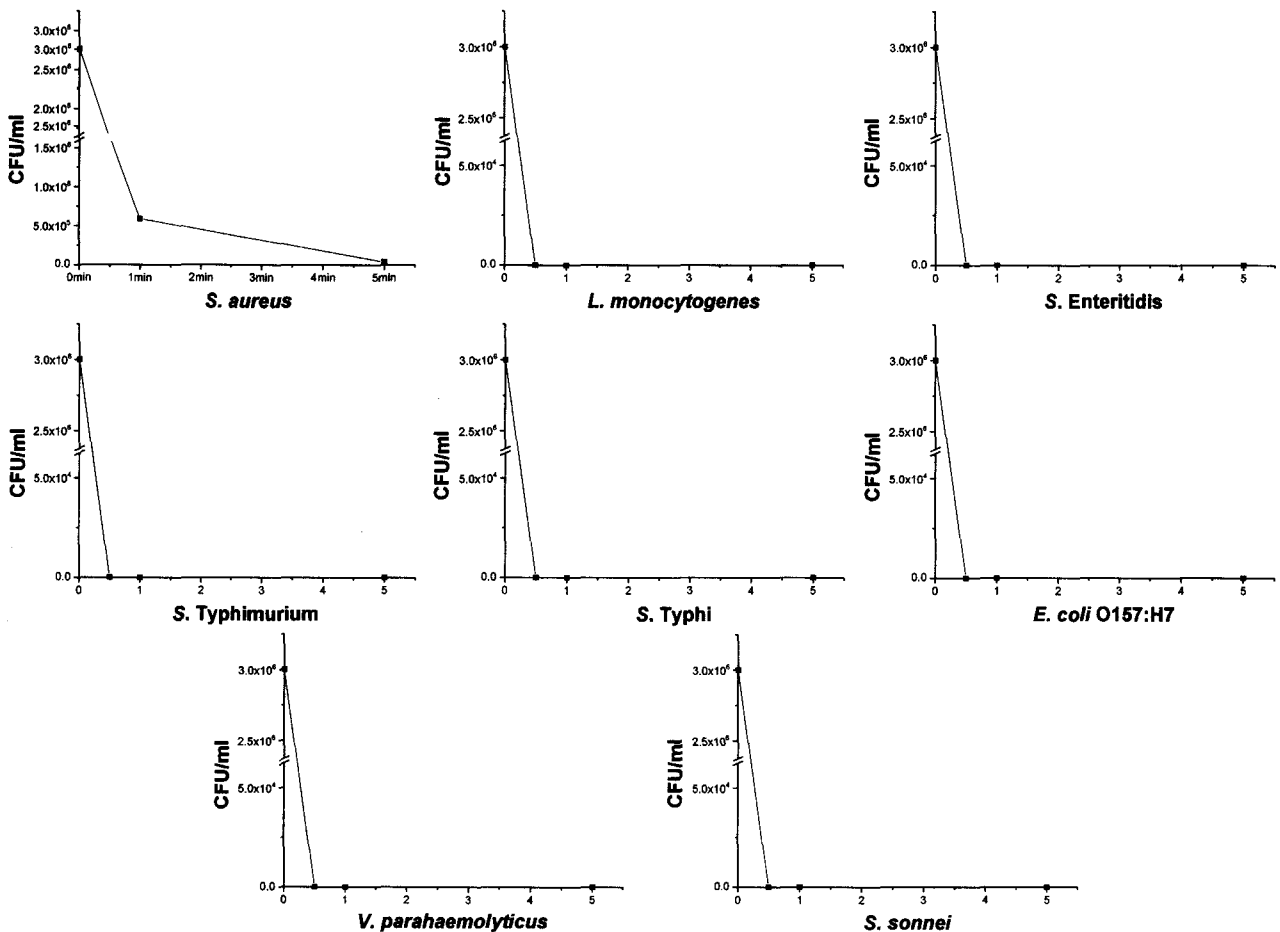 3.0x10⁶
3.0x10⁶
2.5x10⁶
2.0x10⁶
2.5x10⁶
1.5x10⁶
1.0x10⁶
5.0x10⁵
0.0
CFU/ml
0min 1min 2min 3min 4min 5min
S. aureus
3.0x10⁶
2.5x10⁶
5.0x10⁴
0.0
CFU/ml
0 1 2 3 4 5
L. monocytogenes
3.0x10⁶
2.5x10⁶
5.0x10⁴
0.0
CFU/ml
0 1 2 3 4 5
S. Enteritidis
3.0x10⁶
2.5x10⁶
5.0x10⁴
0.0
CFU/ml
0 1 2 3 4 5
S. Typhimurium
3.0x10⁶
2.5x10⁶
5.0x10⁴
0.0
CFU/ml
0 1 2 3 4 5
S. Typhi
3.0x10⁶
2.5x10⁶
5.0x10⁴
0.0
CFU/ml
0 1 2 3 4 5
E. coli O157:H7
3.0x10⁶
2.5x10⁶
5.0x10⁴
0.0
CFU/ml
0 1 2 3 4 5
V. parahaemolyticus
3.0x10⁶
2.5x10⁶
5.0x10⁴
0.0
CFU/ml
0 1 2 3 4 5
S. sonnei